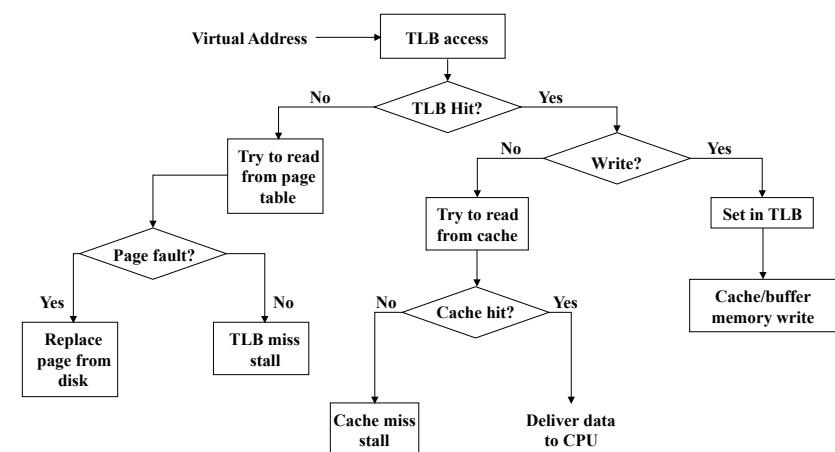 Virtual Address
TLB access
No
TLB Hit?
Yes
Try to read
from page
table
No
Write?
Yes
Try to read
from cache
Set in TLB
Page fault?
Yes
No
No
Cache hit?
Yes
Cache/buffer
memory write
Replace
page from
disk
TLB miss
stall
Cache miss
stall
Deliver data
to CPU